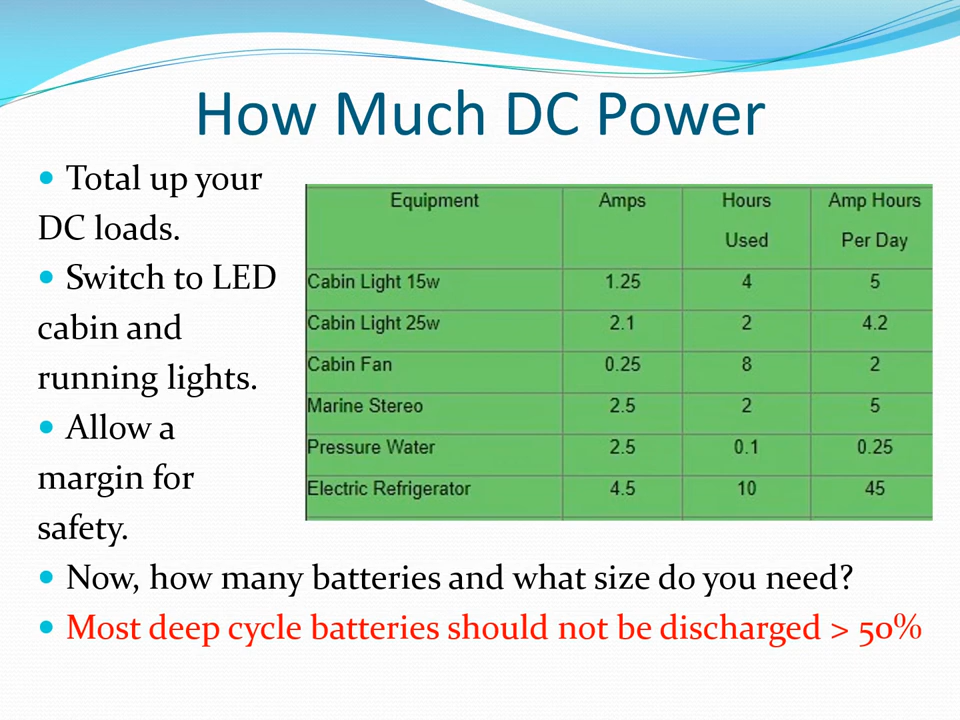 How Much DC Power
• Total up your
DC loads.
• Switch to LED
cabin and
running lights.
• Allow a
margin for
safety.
Equipment Amps Hours Used Amp Hours Per Day
Cabin Light 15w 1.25 4 5
Cabin Light 25w 2.1 2 4.2
Cabin Fan 0.25 8 2
Marine Stereo 2.5 2 5
Pressure Water 2.5 0.1 0.25
Electric Refrigerator 4.5 10 45
• Now, how many batteries and what size do you need?
• Most deep cycle batteries should not be discharged > 50%